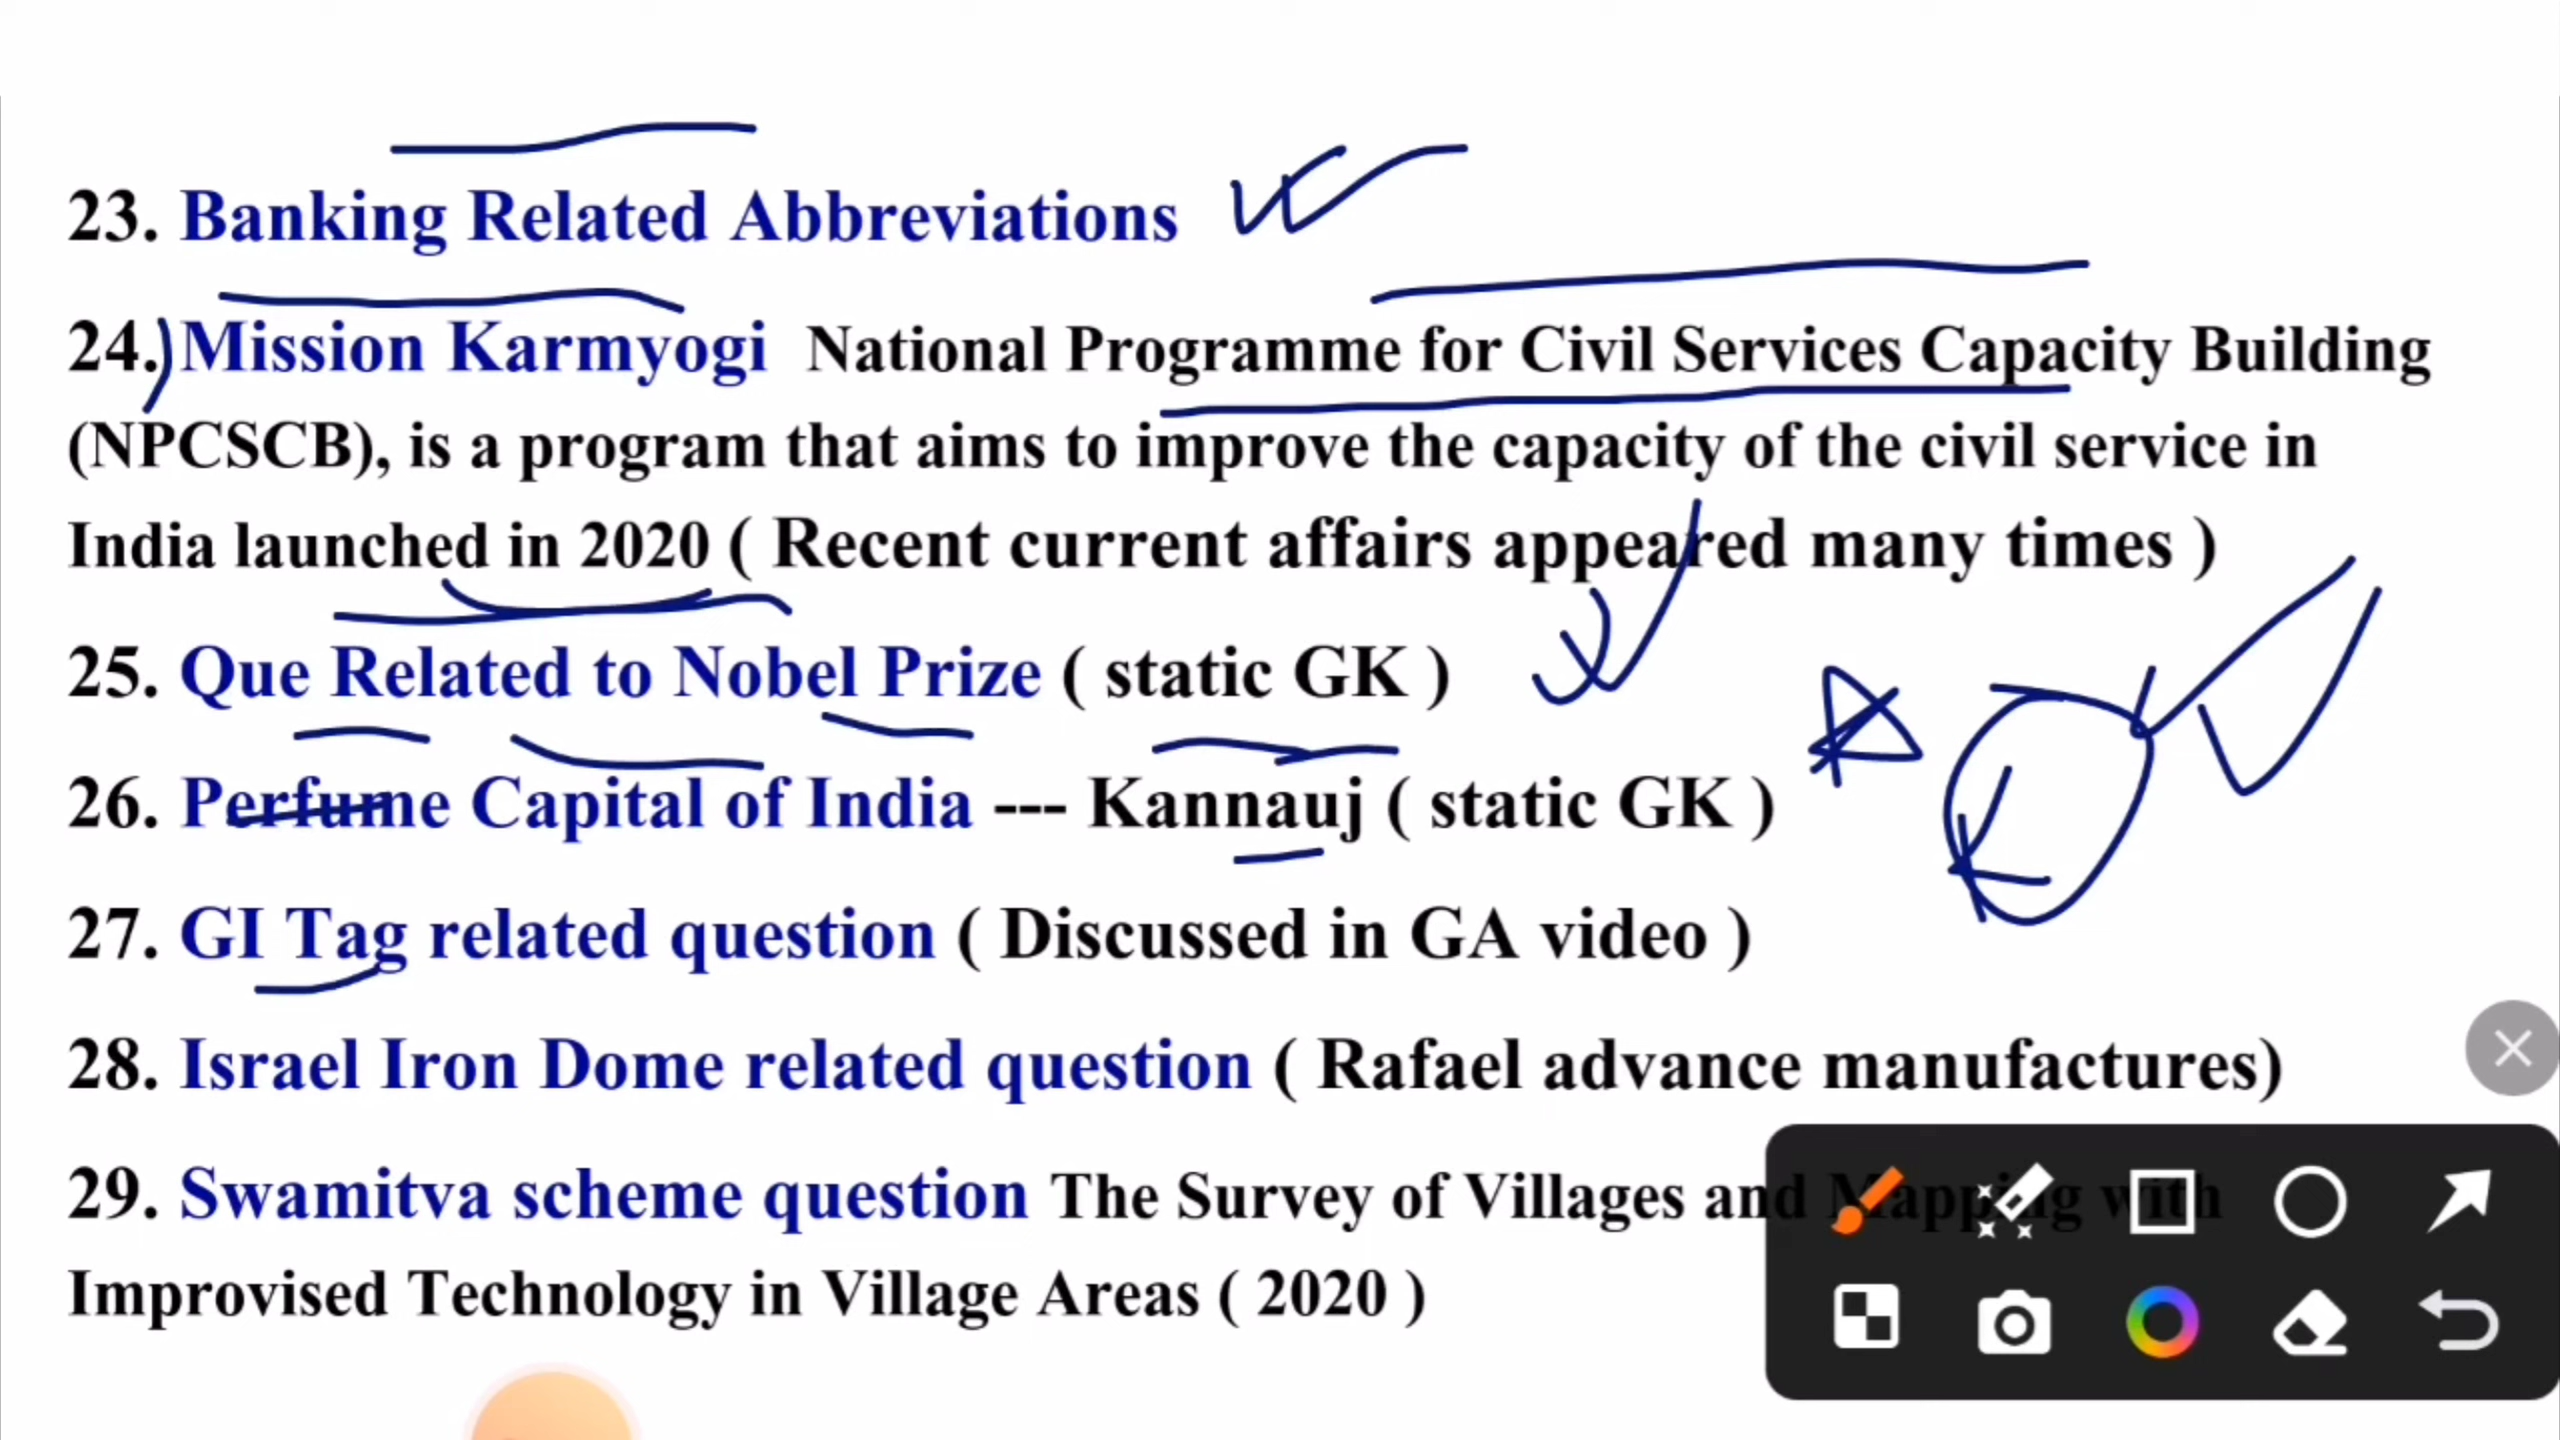 23. Banking Related Abbreviations
24. Mission Karmyogi National Programme for Civil Services Capacity Building
(NPCSCB), is a program that aims to improve the capacity of the civil service in
India launched in 2020 ( Recent current affairs appeared many times )
25. Que Related to Nobel Prize ( static GK )
26. Perfume Capital of India --- Kannauj ( static GK )
27. GI Tag related question ( Discussed in GA video )
28. Israel Iron Dome related question ( Rafael advance manufactures)
29. Swamitva scheme question The Survey of Villages and Mapping with
Improvised Technology in Village Areas ( 2020 )